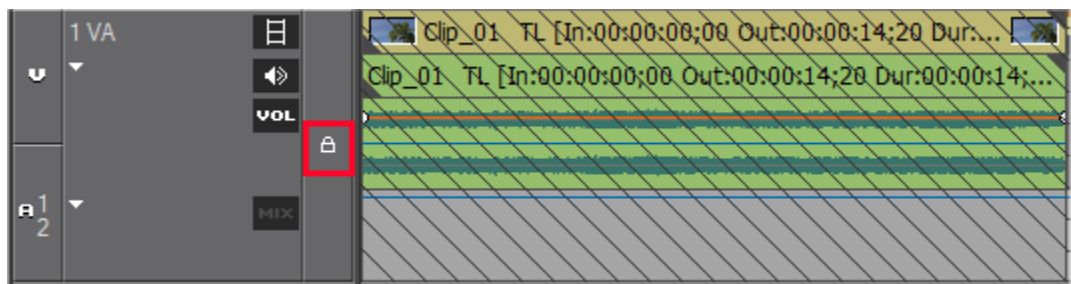 1 VA
Clip_01 TL [In:00:00:00;00 Out:00:00:14;20 Dur:...
V
Clip_01 TL [In:00:00:00;00 Out:00:00:14;20 Dur:00:00:14;...
VOL
A 1 2
MIX